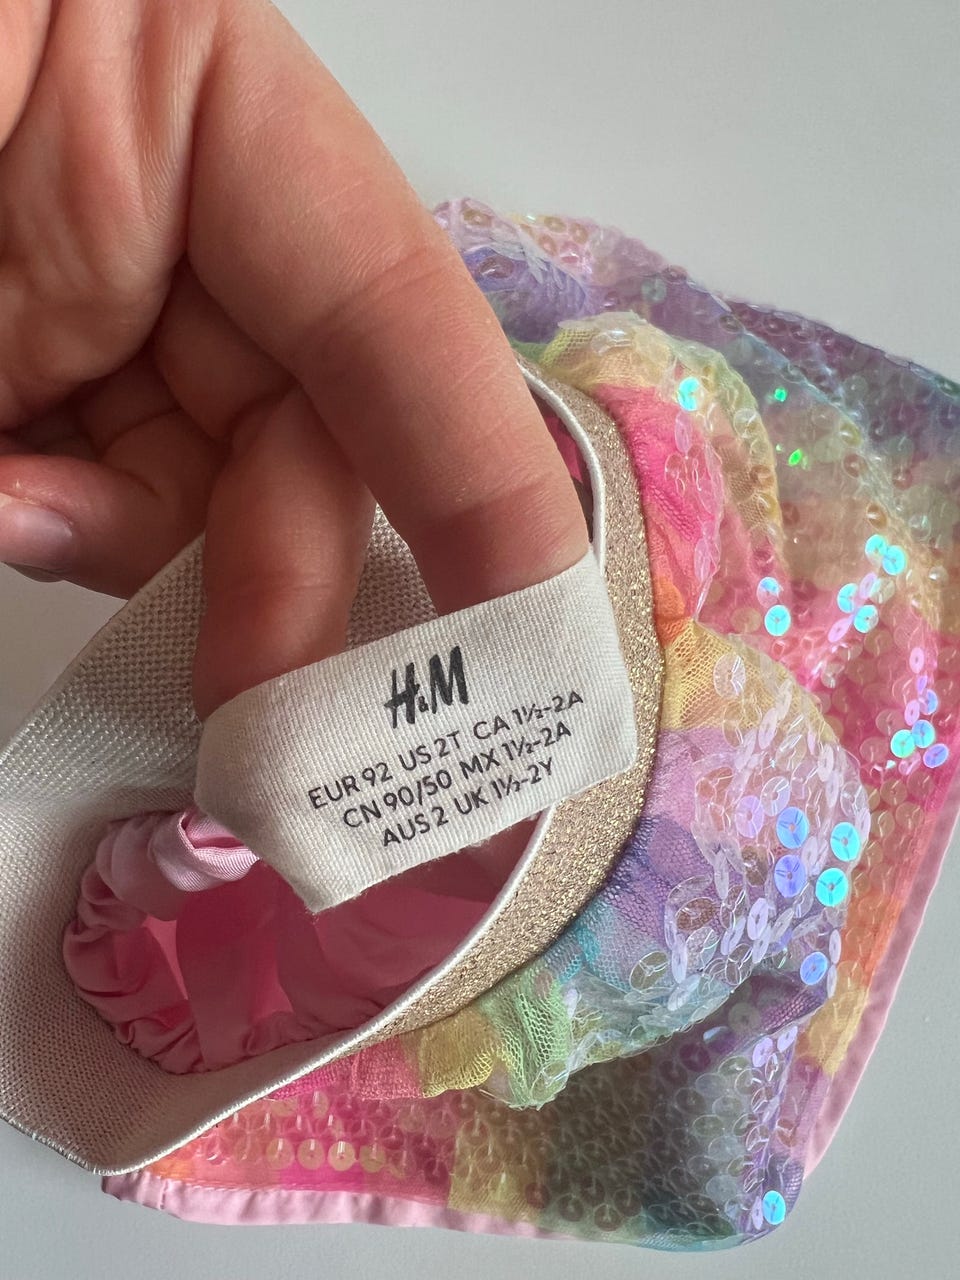 H&M
EUR 92 US 2T CA 1½-2A
CN 90/50 MX 1½-2A
AUS 2 UK 1½-2Y